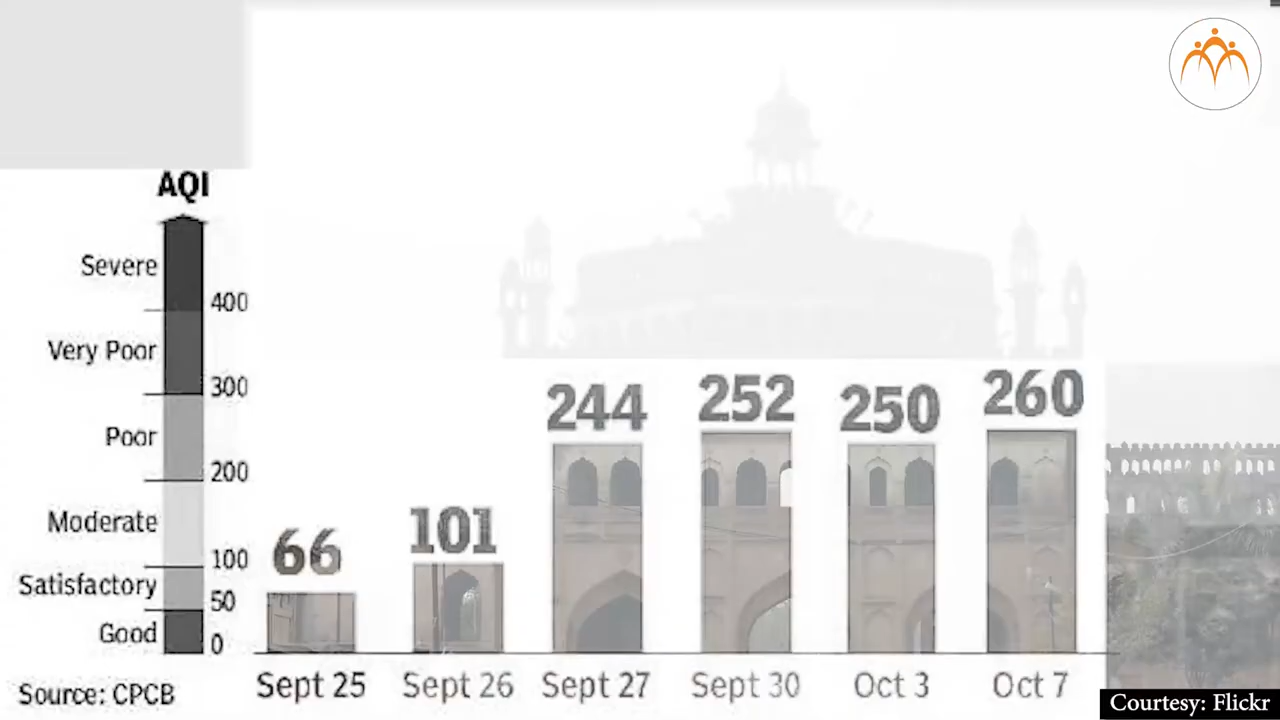 AQI
Severe
400
Very Poor
300
Poor
200
Moderate
100
Satisfactory
50
Good
0
66
101
244
252
250
260
Sept 25
Sept 26
Sept 27
Sept 30
Oct 3
Oct 7
Source: CPCB
Courtesy: Flickr